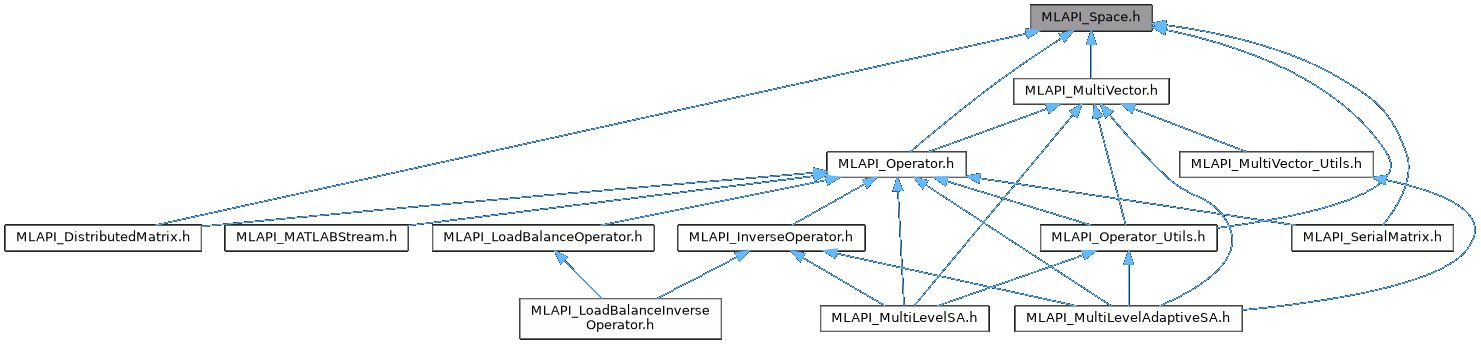 MLAPI_Space.h
MLAPI_MultiVector.h
MLAPI_Operator.h
MLAPI_MultiVector_Utils.h
MLAPI_DistributedMatrix.h
MLAPI_MATLABStream.h
MLAPI_LoadBalanceOperator.h
MLAPI_InverseOperator.h
MLAPI_Operator_Utils.h
MLAPI_SerialMatrix.h
MLAPI_LoadBalanceInverse
Operator.h
MLAPI_MultiLevelSA.h
MLAPI_MultiLevelAdaptiveSA.h